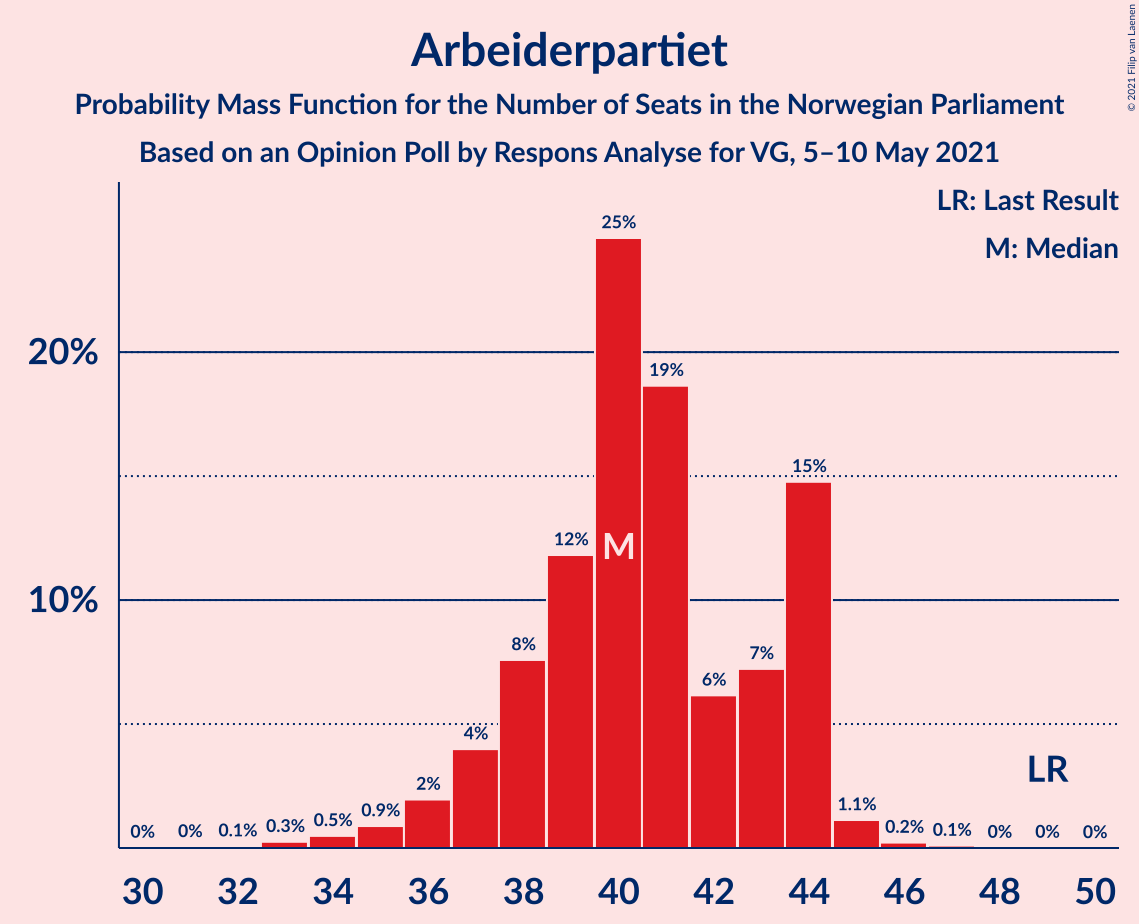 Arbeiderpartiet
Probability Mass Function for the Number of Seats in the Norwegian Parliament
Based on an Opinion Poll by Respons Analyse for VG, 5–10 May 2021
© 2021 Filip van Laenen
LR: Last Result
M: Median
25%
20%
19%
15%
12%
M
10%
8%
7%
6%
4%
LR
2%
1.1%
0% 0% 0.1% 0.3% 0.5% 0.9% 0.2% 0.1% 0% 0% 0%
30 32 34 36 38 40 42 44 46 48 50